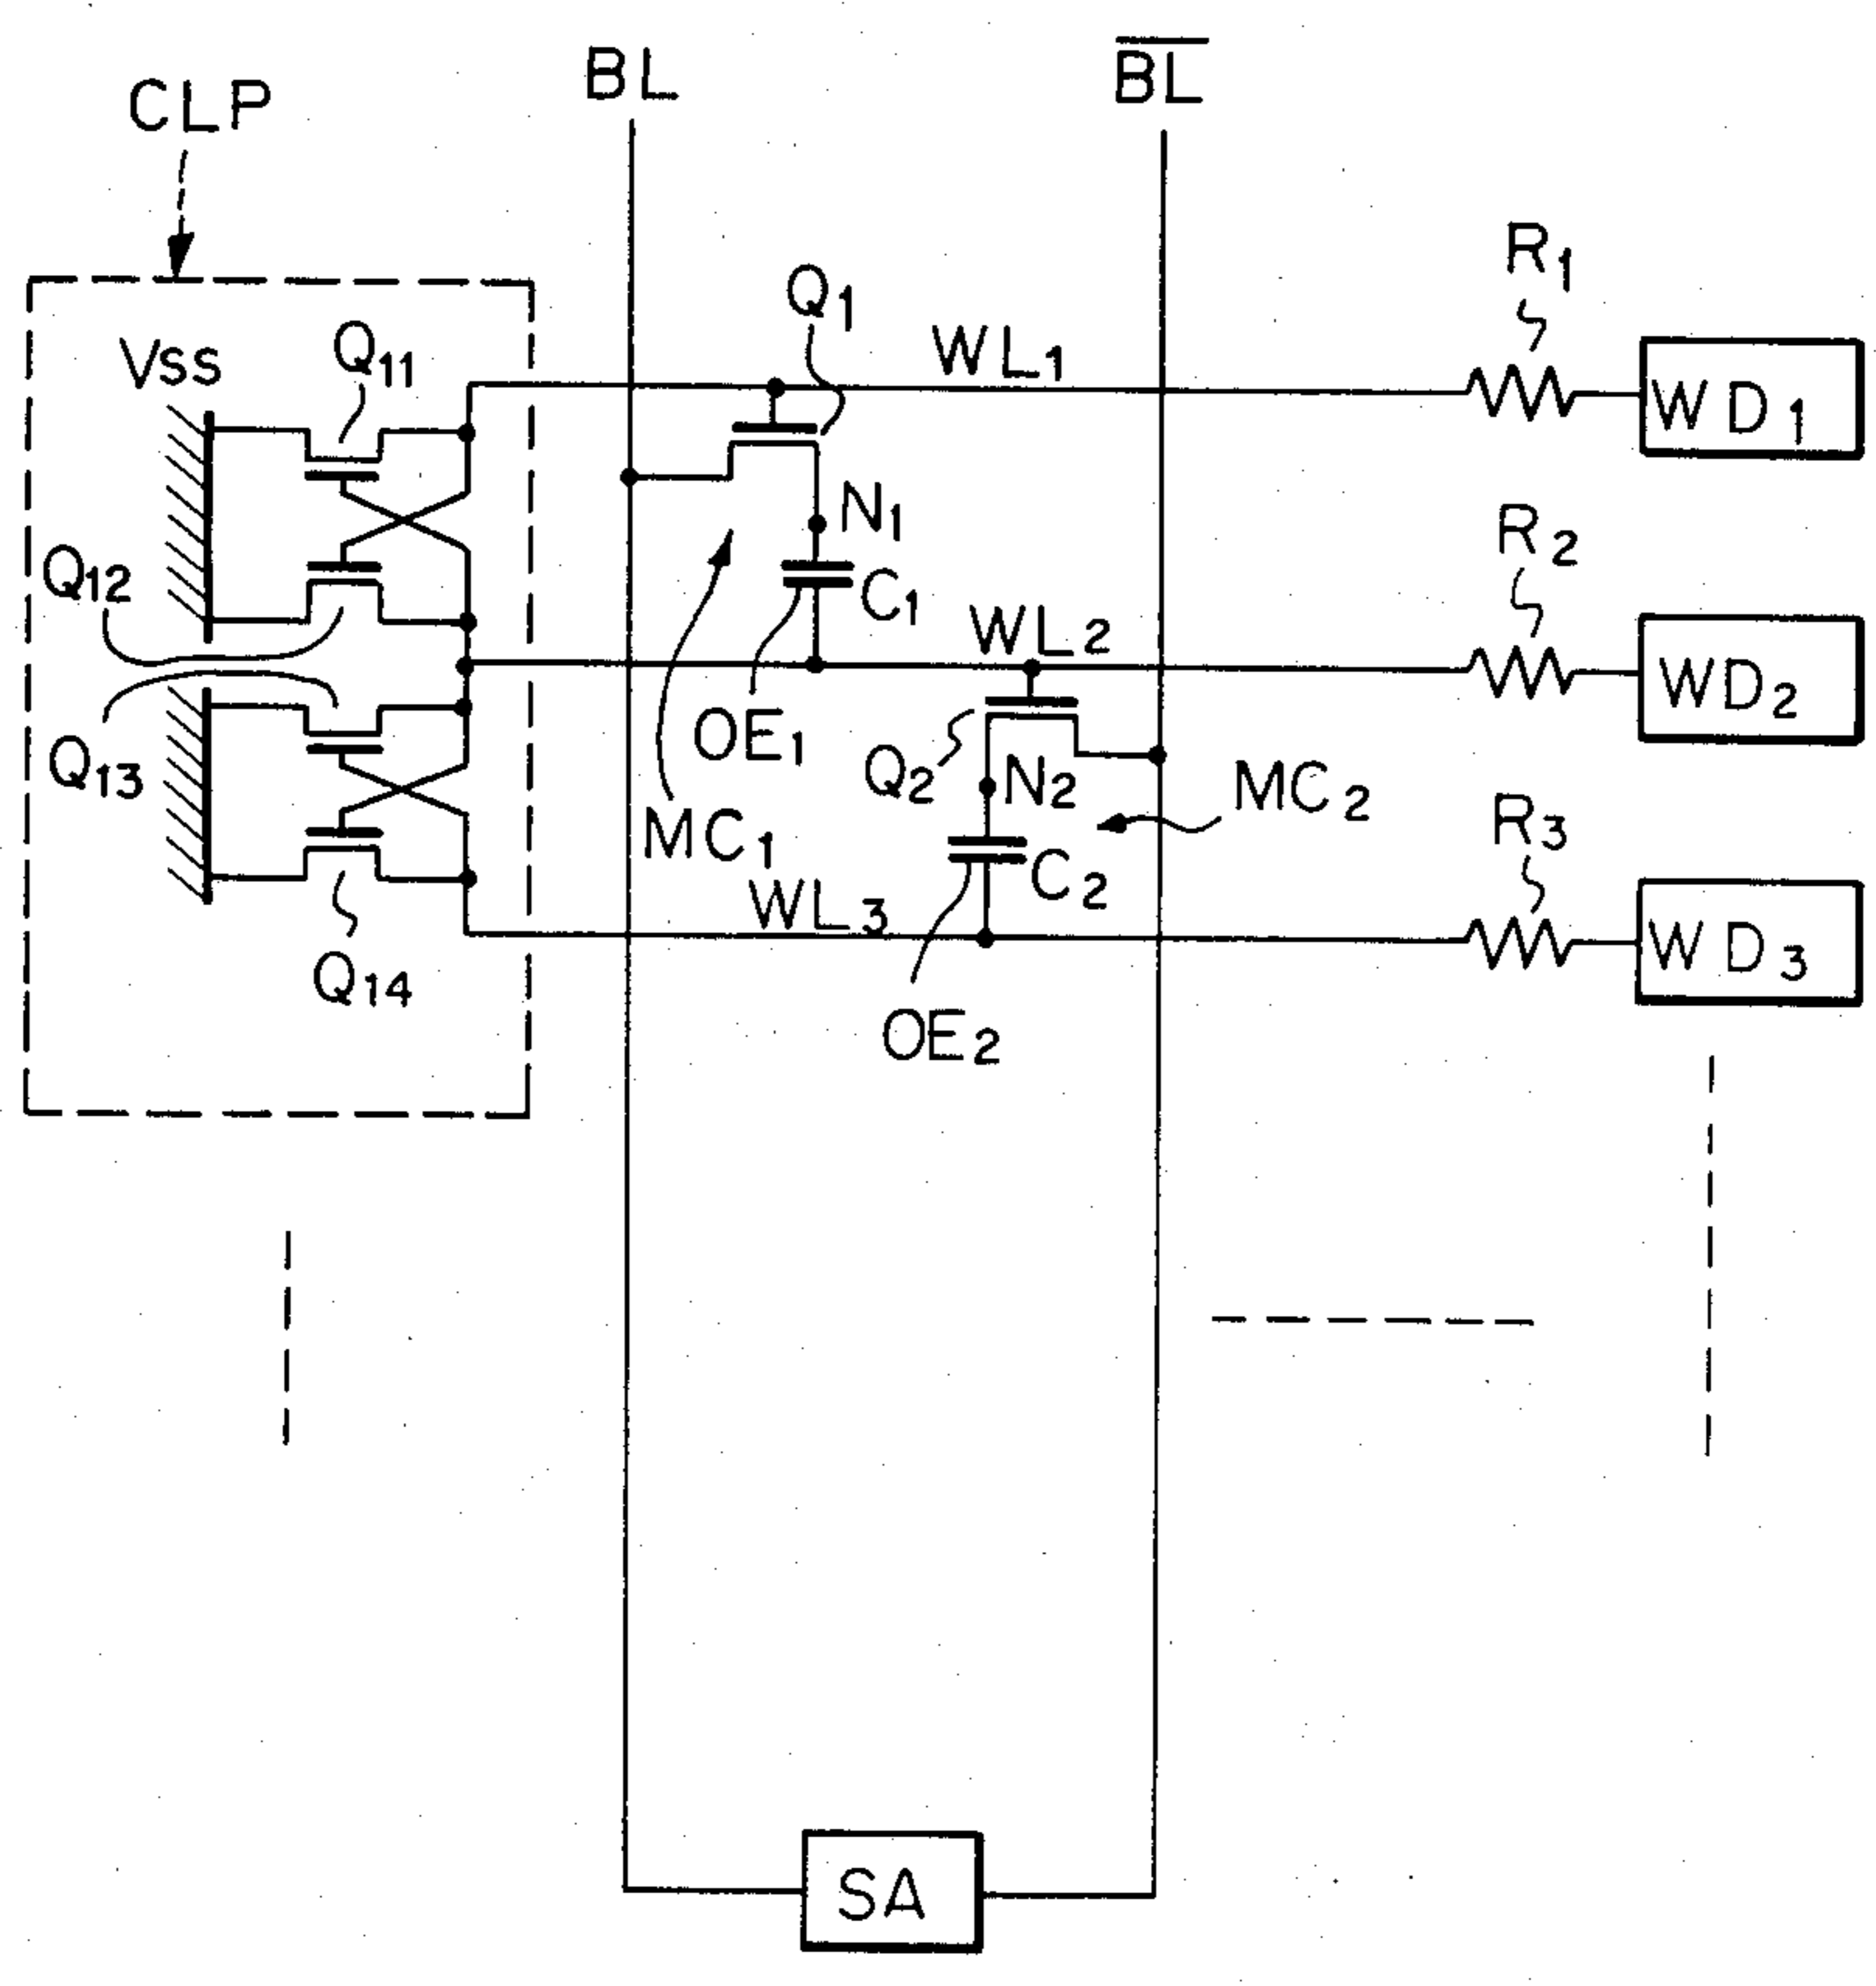 BL
B̅L̅
CLP
R1
Q1
WL1
Q11
VSS
WD1
N1
R2
Q12
C1
WL2
WD2
OE1
Q2
N2
MC2
Q13
R3
MC1
C2
WL3
WD3
Q14
OE2
SA